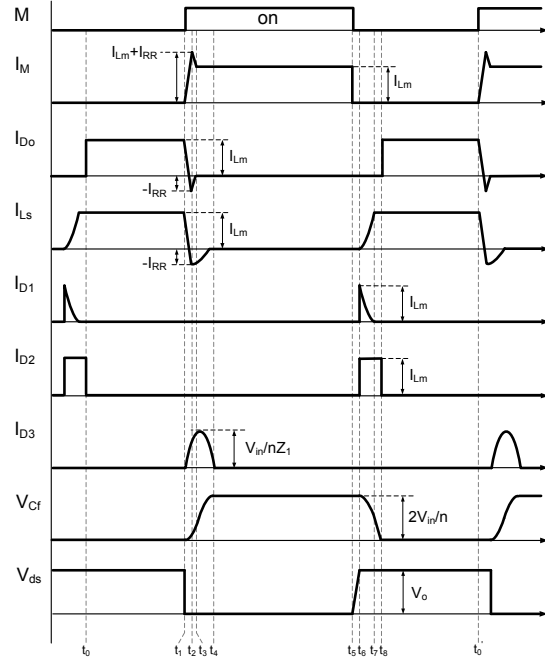 M
on
I_Lm+I_RR
I_M
I_Lm
I_Do
I_Lm
-I_RR
I_Ls
I_Lm
-I_RR
I_D1
I_Lm
I_D2
I_Lm
I_D3
V_in/nZ_1
V_Cf
2V_in/n
V_ds
V_o
t_0 t_1 t_2 t_3 t_4 t_5 t_6 t_7 t_8 t_0'